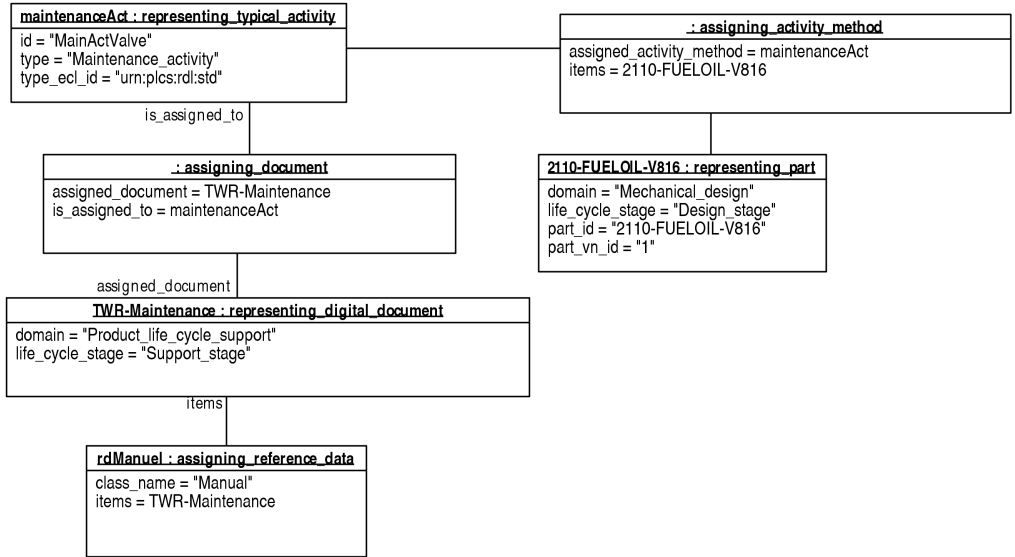 maintenanceAct : representing_typical_activity
id = "MainActValve"
type = "Maintenance_activity"
type_ecl_id = "urn:plcs:rdl:std"
: assigning_activity_method
assigned_activity_method = maintenanceAct
items = 2110-FUELOIL-V816
is_assigned_to
: assigning_document
assigned_document = TWR-Maintenance
is_assigned_to = maintenanceAct
2110-FUELOIL-V816 : representing_part
domain = "Mechanical_design"
life_cycle_stage = "Design_stage"
part_id = "2110-FUELOIL-V816"
part_vn_id = "1"
assigned_document
TWR-Maintenance : representing_digital_document
domain = "Product_life_cycle_support"
life_cycle_stage = "Support_stage"
items
rdManuel : assigning_reference_data
class_name = "Manual"
items = TWR-Maintenance